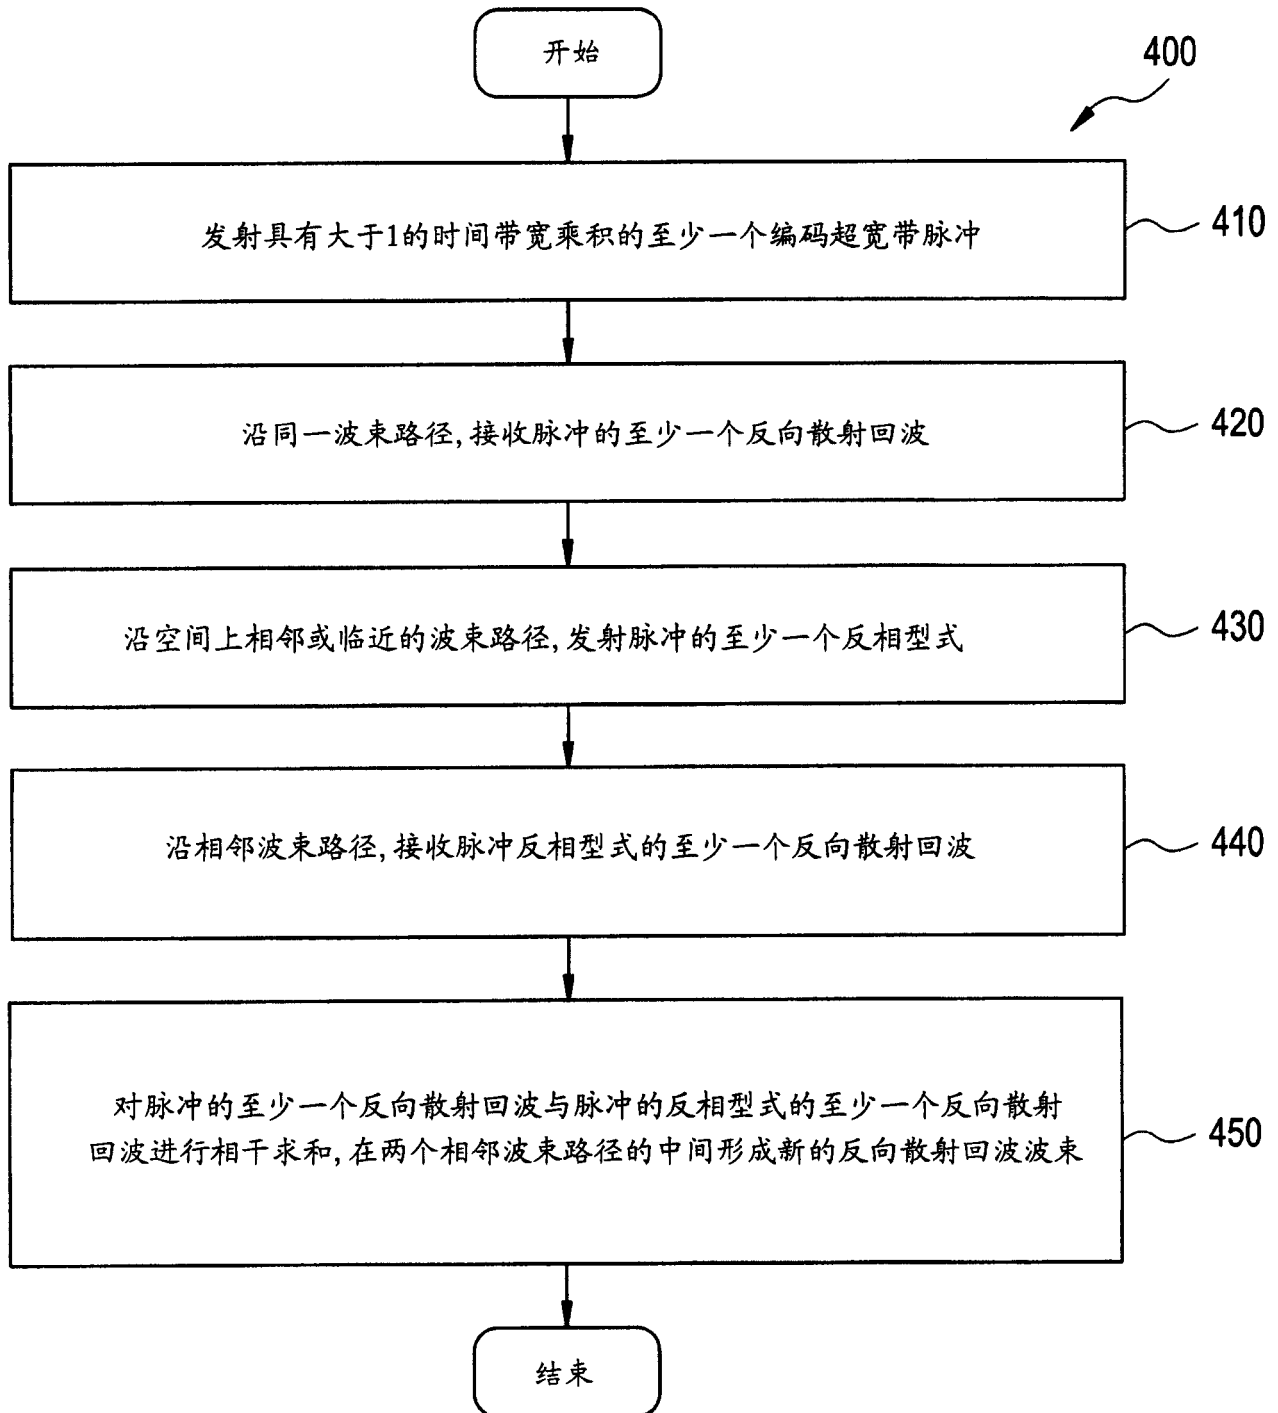 开始
400
发射具有大于1的时间带宽乘积的至少一个编码超宽带脉冲
410
沿同一波束路径,接收脉冲的至少一个反向散射回波
420
沿空间上相邻或临近的波束路径,发射脉冲的至少一个反相型式
430
沿相邻波束路径,接收脉冲反相型式的至少一个反向散射回波
440
对脉冲的至少一个反向散射回波与脉冲的反相型式的至少一个反向散射
回波进行相干求和,在两个相邻波束路径的中间形成新的反向散射回波波束
450
结束